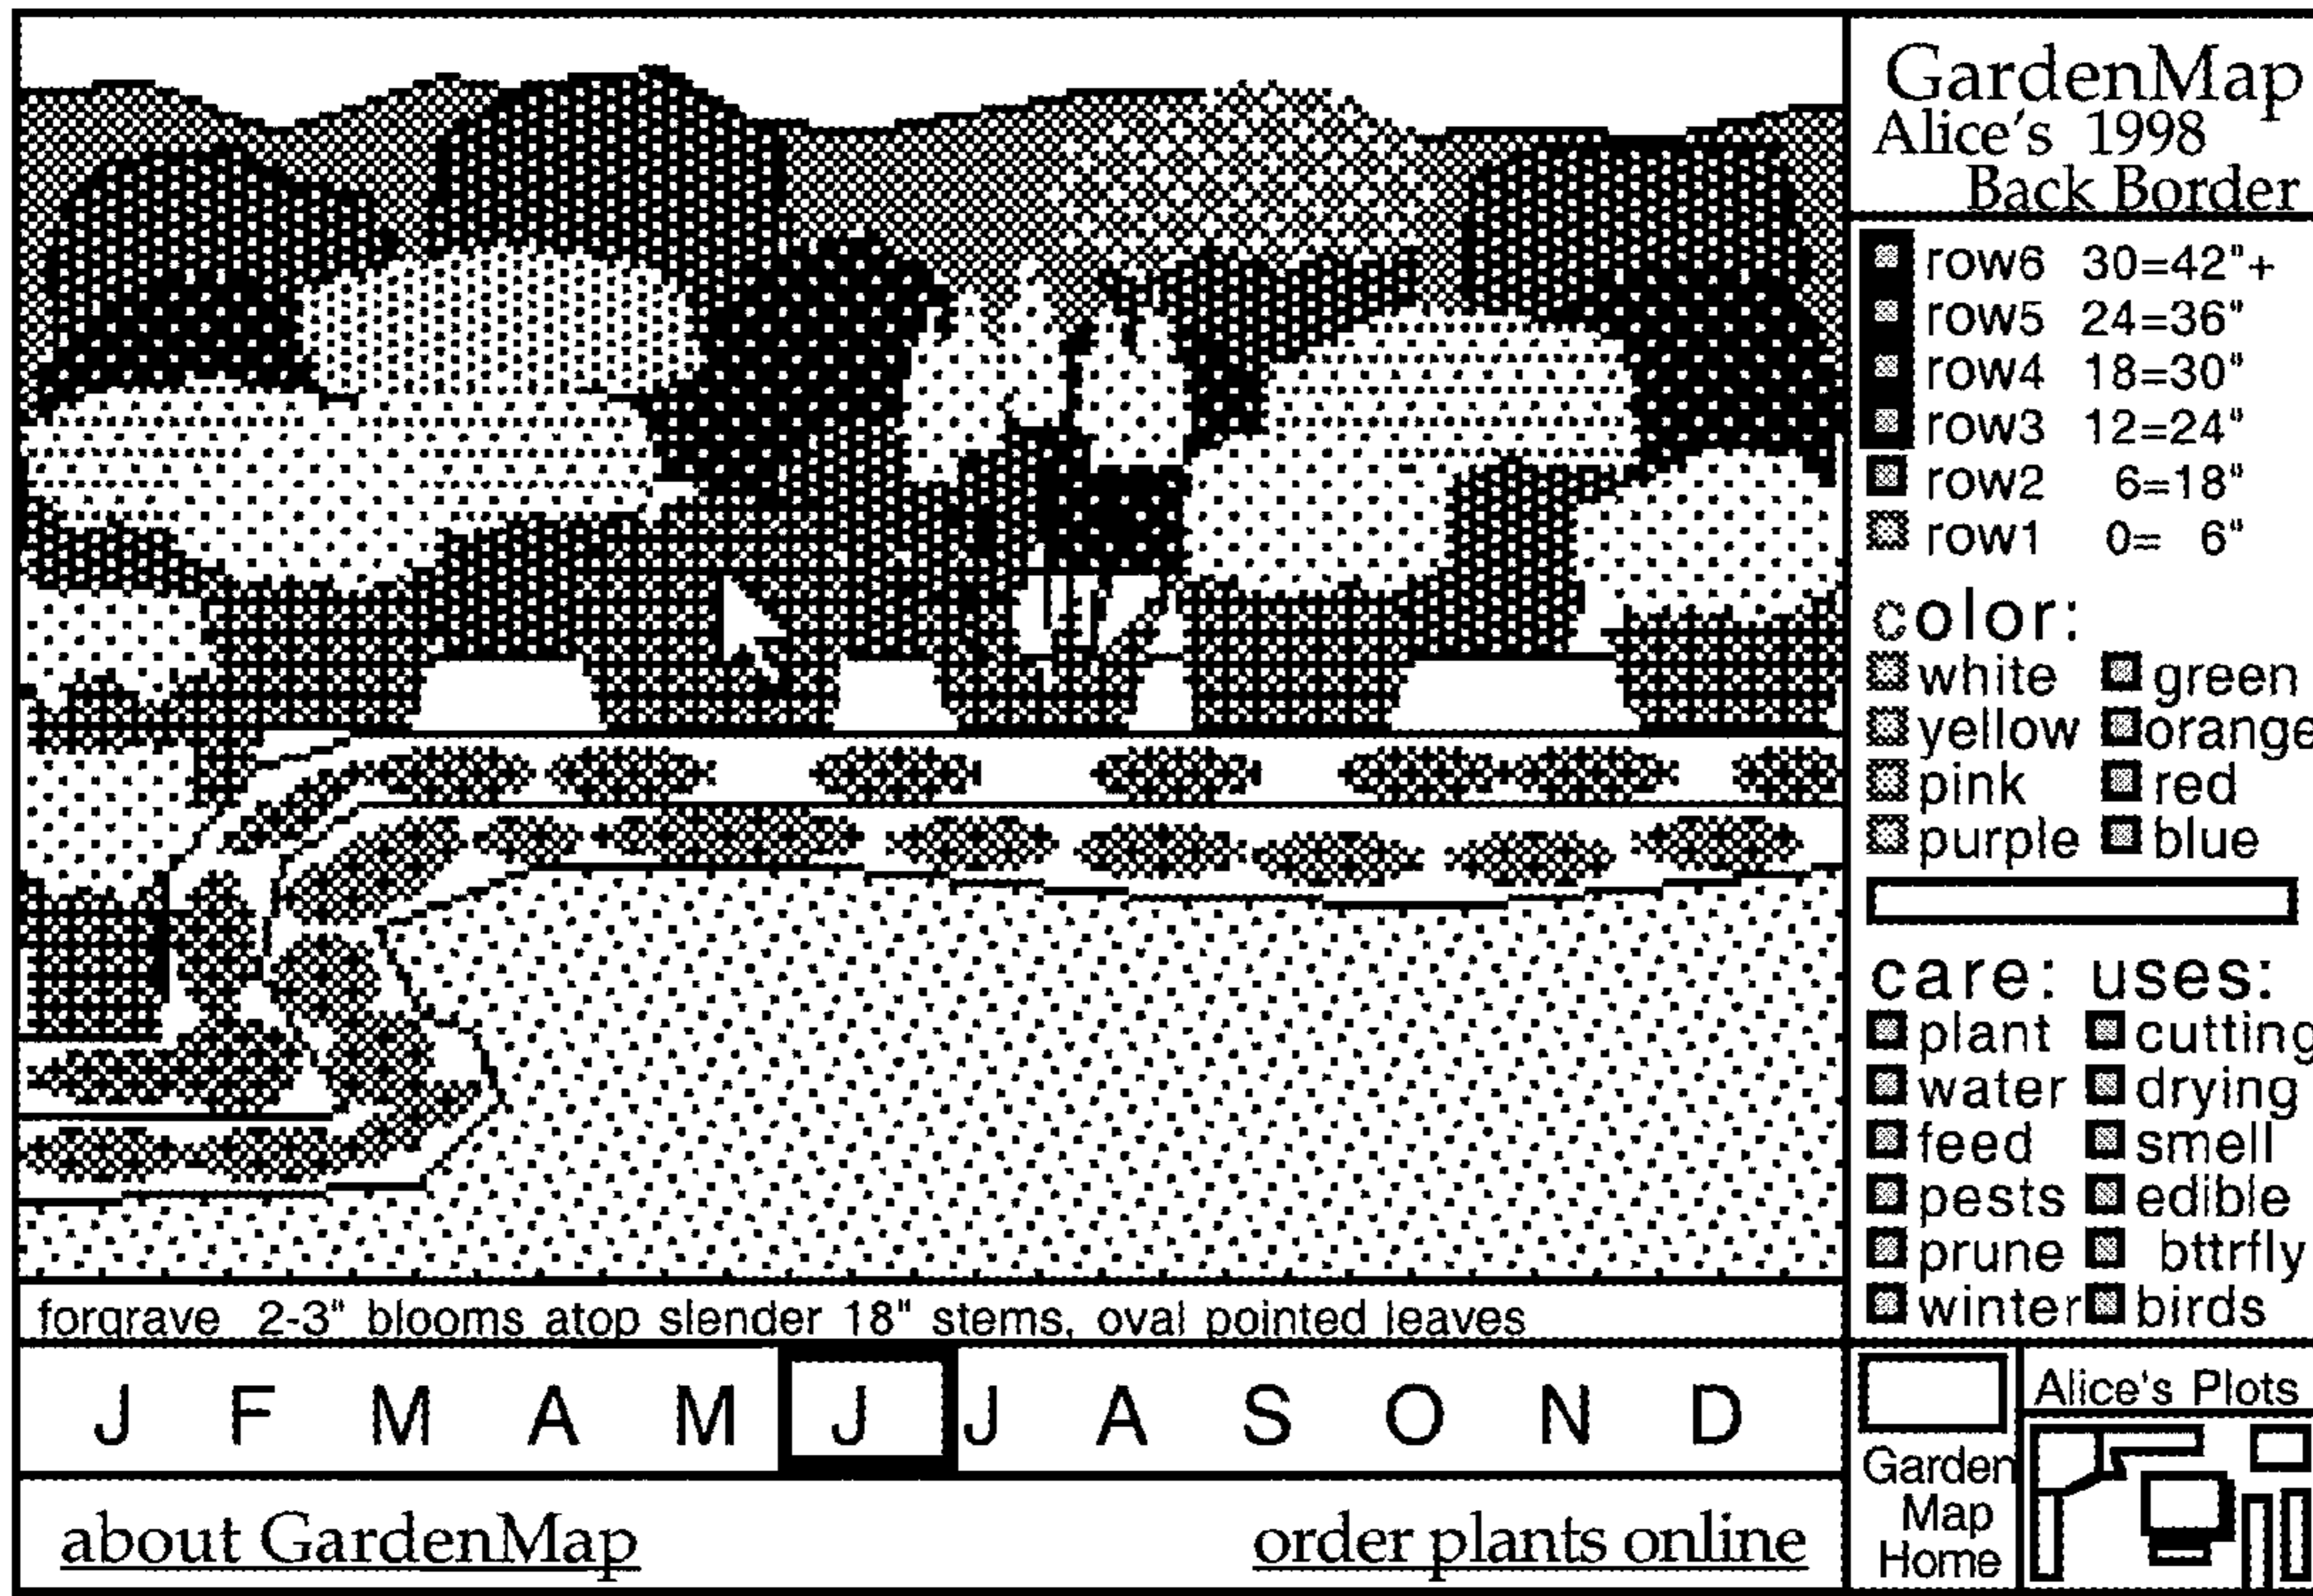 GardenMap
Alice's 1998
Back Border
row6 30=42"+
row5 24=36"
row4 18=30"
row3 12=24"
row2 6=18"
row1 0= 6"
color:
white green
yellow orange
pink red
purple blue
care: uses:
plant cutting
water drying
feed smell
pests edible
prune bttrfly
winter birds
forgrave 2-3" blooms atop slender 18" stems, oval pointed leaves
J F M A M J J A S O N D
about GardenMap order plants online
Garden
Map
Home
Alice's Plots